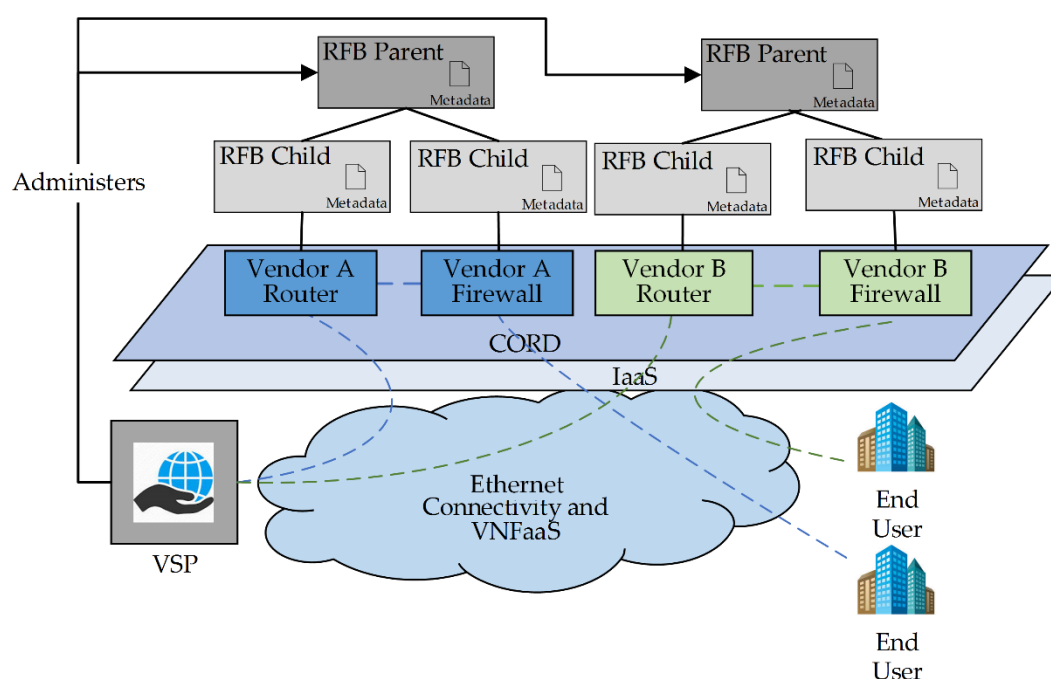 RFB Parent
Metadata
RFB Parent
Metadata
RFB Child
Metadata
RFB Child
Metadata
RFB Child
Metadata
RFB Child
Metadata
Administers
Vendor A
Router
Vendor A
Firewall
Vendor B
Router
Vendor B
Firewall
CORD
IaaS
Ethernet
Connectivity and
VNFaaS
VSP
End
User
End
User